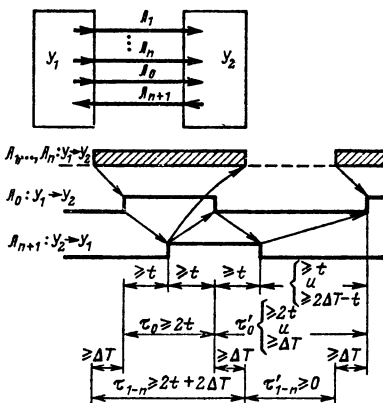 Л₁
⋮
У₁ Лₙ У₂
Л₀
Лₙ₊₁
Л₁,..., Лₙ : У₁→У₂
Л₀ : У₁→У₂
Лₙ₊₁ : У₂→У₁
≥t ≥t ≥t { ≥t и ≥2ΔT-t
τ₀≥2t τ′₀ { ≥2t и ≥ΔT
≥ΔT ≥ΔT ≥ΔT
τ₁₋ₙ≥2t+2ΔT τ′₁₋ₙ≥0